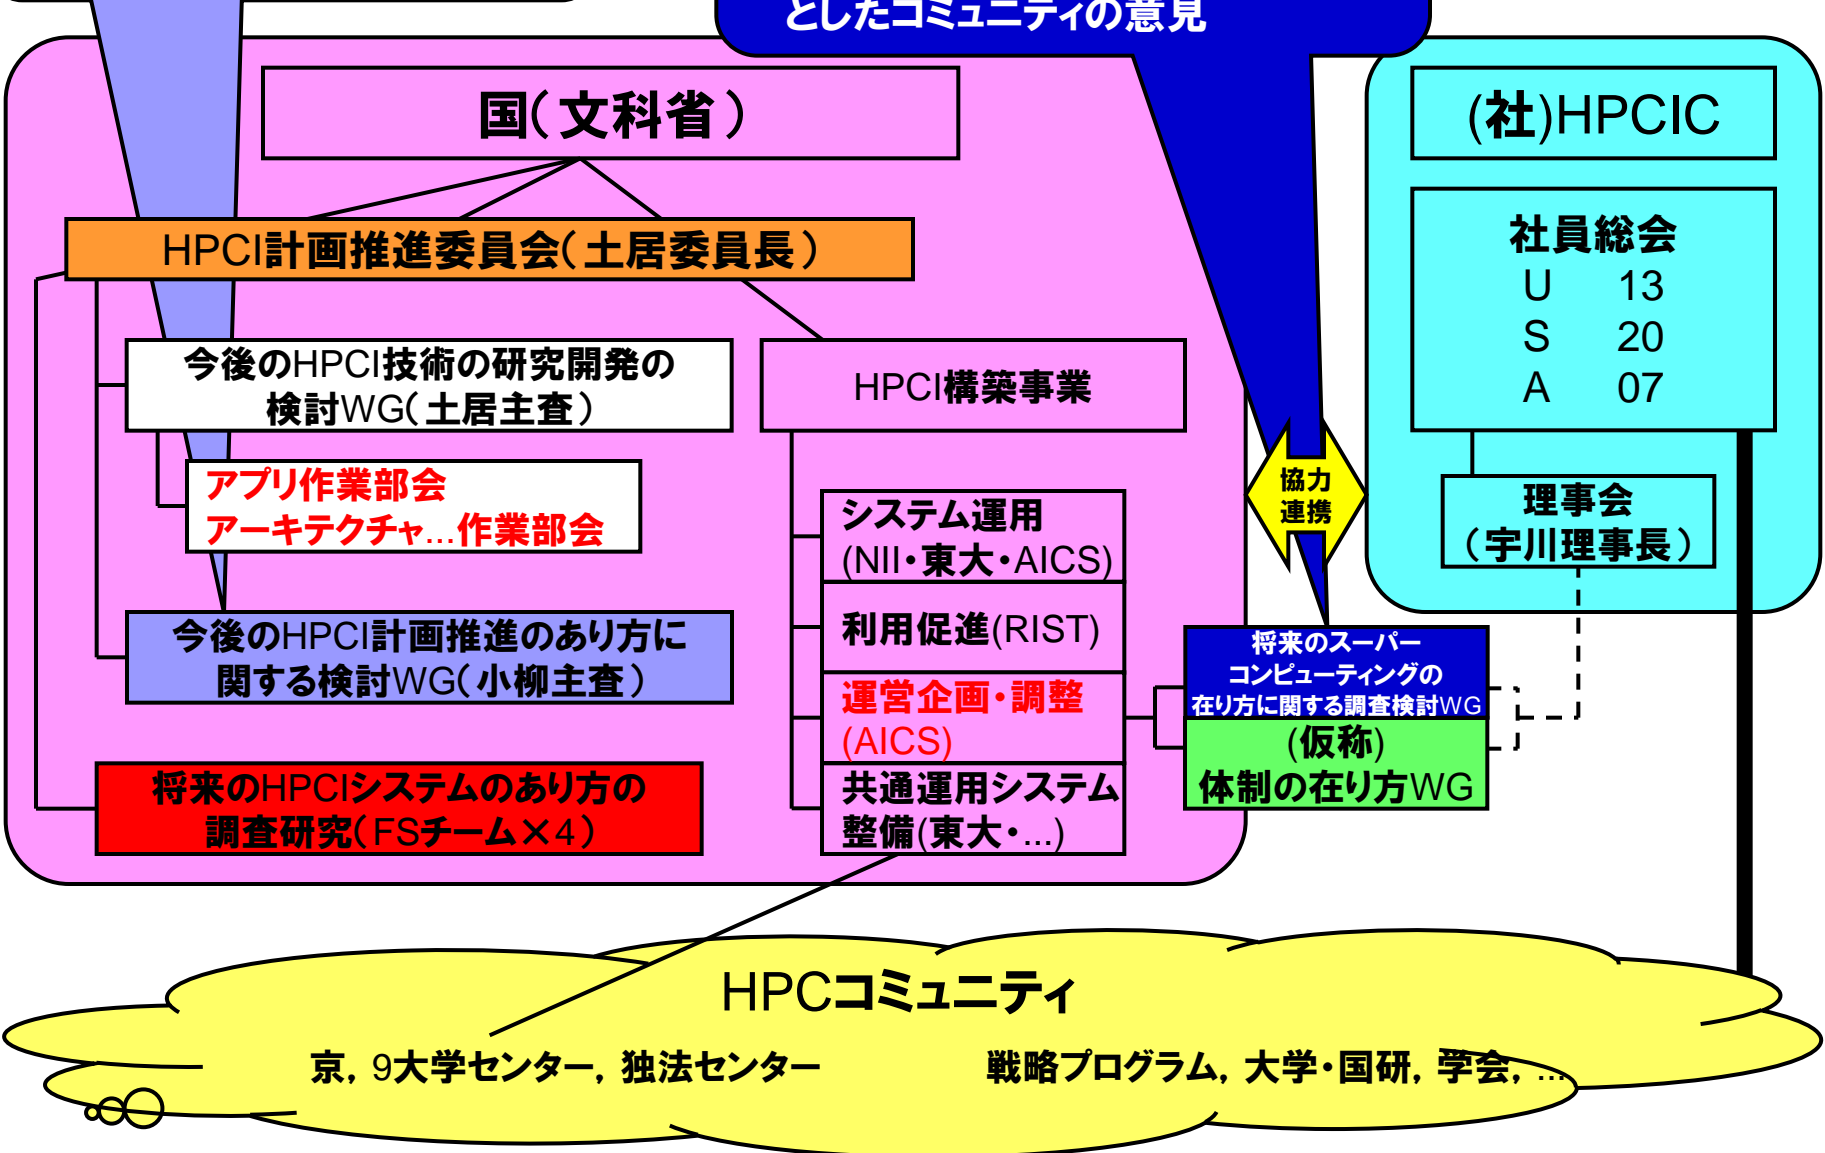 としたコミュニティの意見
国(文科省)
(社)HPCIC
HPCI計画推進委員会(土居委員長)
社員総会
U 13
S 20
A 07
今後のHPCI技術の研究開発の
検討WG(土居主査)
HPCI構築事業
アプリ作業部会
アーキテクチャ...作業部会
協力
連携
理事会
(宇川理事長)
システム運用
(NII・東大・AICS)
利用促進(RIST)
今後のHPCI計画推進のあり方に
関する検討WG(小柳主査)
将来のスーパー
コンピューティングの
在り方に関する調査検討WG
運営企画・調整
(AICS)
(仮称)
体制の在り方WG
将来のHPCIシステムのあり方の
調査研究(FSチーム×4)
共通運用システム
整備(東大・...)
HPCコミュニティ
京, 9大学センター, 独法センター
戦略プログラム, 大学・国研, 学会, ...